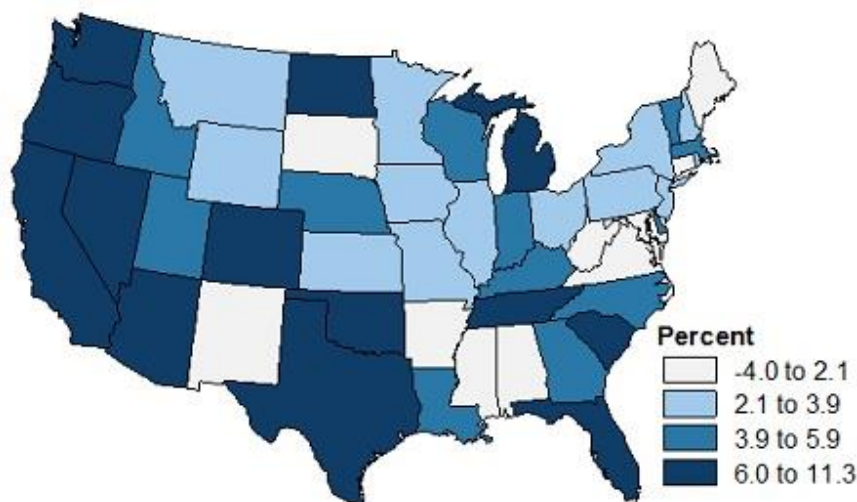 Percent
-4.0 to 2.1
2.1 to 3.9
3.9 to 5.9
6.0 to 11.3